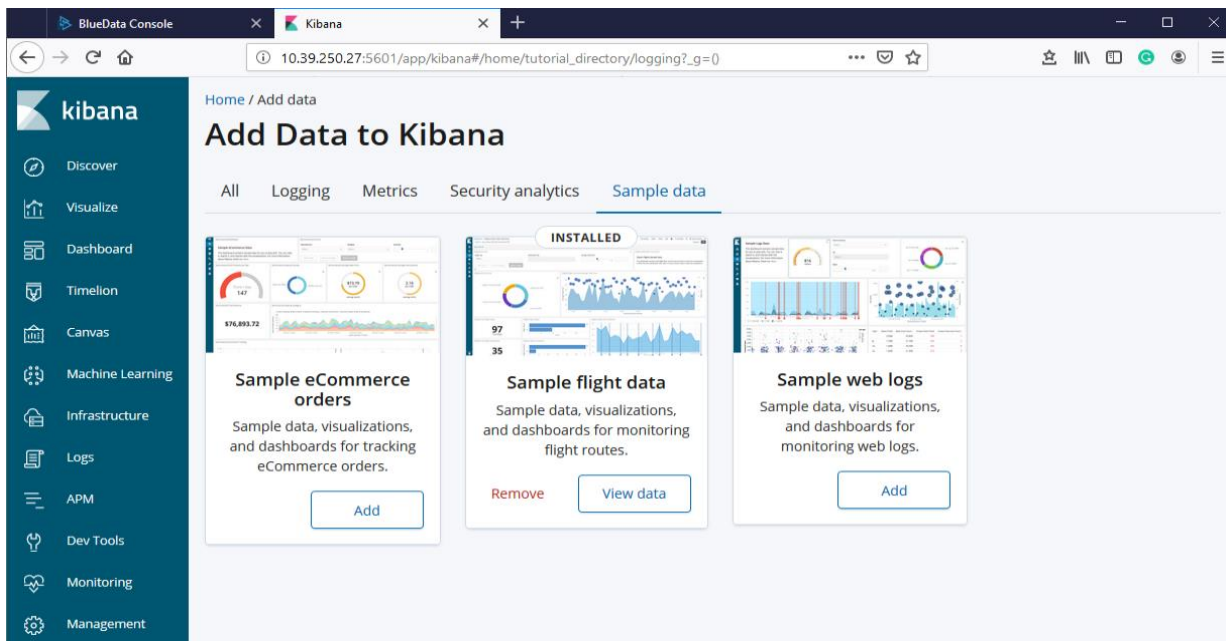 BlueData Console
Kibana
10.39.250.27:5601/app/kibana#/home/tutorial_directory/logging?_g=()
kibana
Discover
Visualize
Dashboard
Timelion
Canvas
Machine Learning
Infrastructure
Logs
APM
Dev Tools
Monitoring
Management
Home / Add data
Add Data to Kibana
All
Logging
Metrics
Security analytics
Sample data
147
$76,893.72
Sample eCommerce
orders
Sample data, visualizations,
and dashboards for tracking
eCommerce orders.
Add
INSTALLED
97
35
Sample flight data
Sample data, visualizations,
and dashboards for monitoring
flight routes.
Remove
View data
Sample web logs
Sample data, visualizations,
and dashboards for
monitoring web logs.
Add